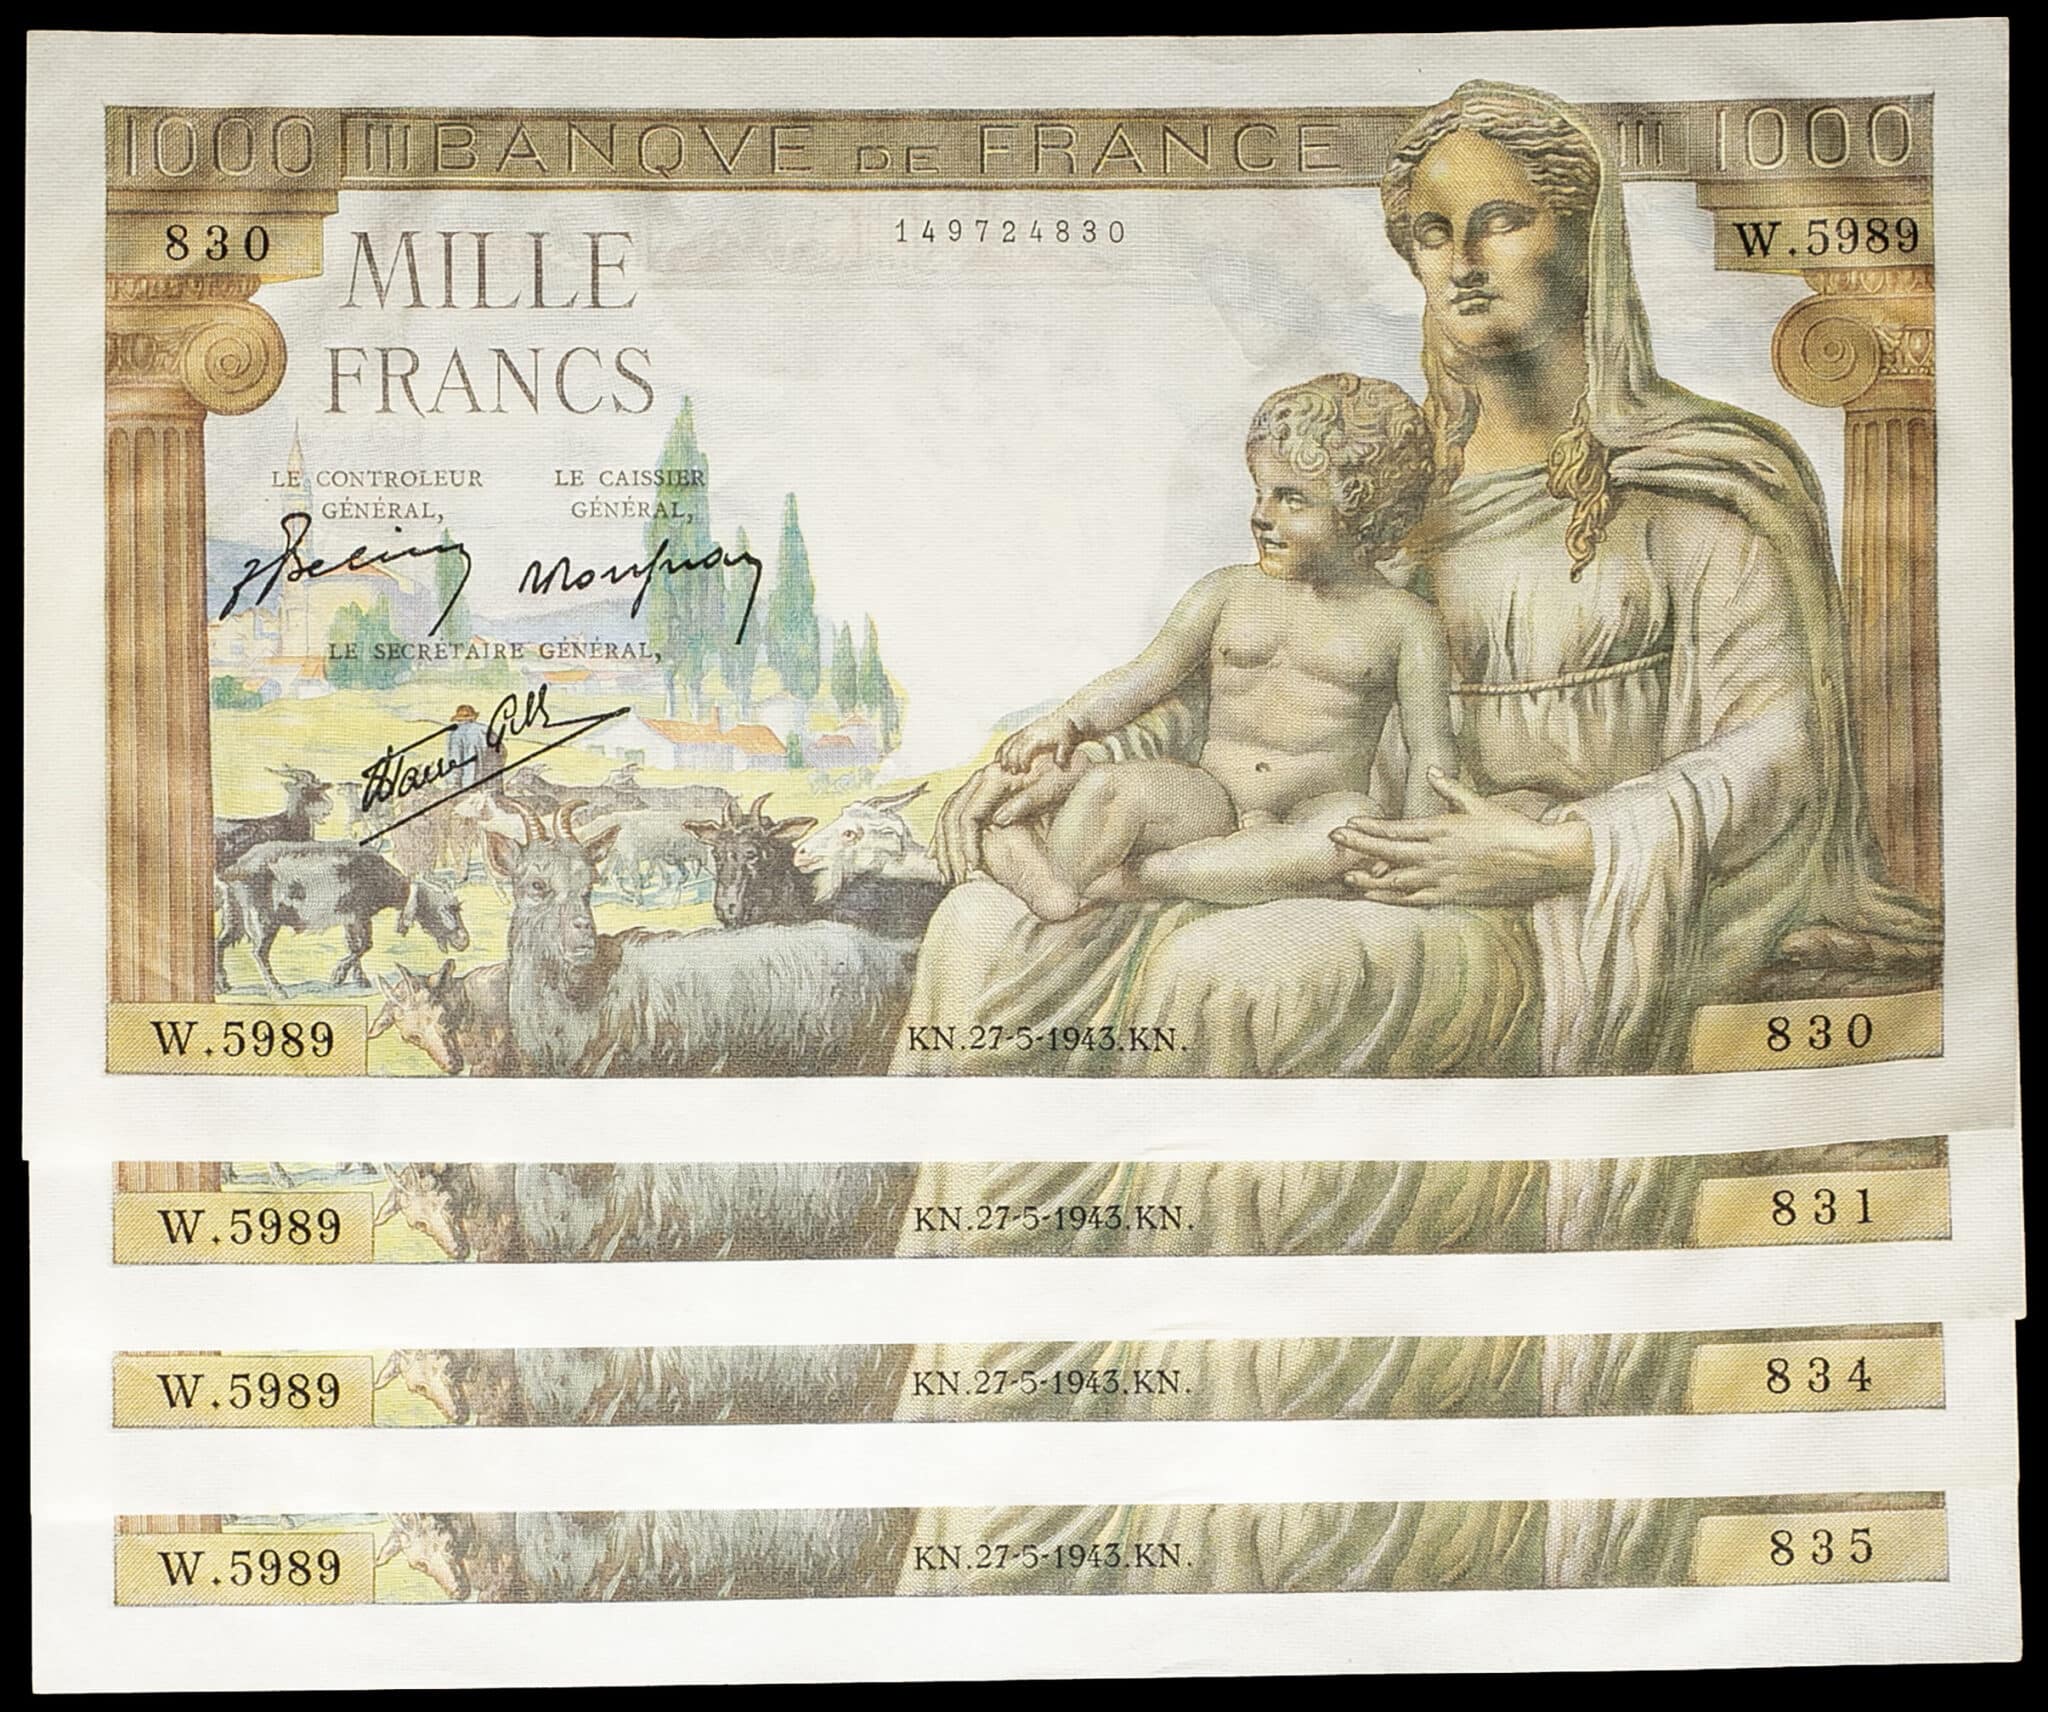 1000 III BANQVE DE FRANCE III 1000
830 149724830 W.5989
MILLE
FRANCS
LE CONTROLEUR GÉNÉRAL,
LE CAISSIER GÉNÉRAL,
LE SECRÉTAIRE GÉNÉRAL,
W.5989 KN.27-5-1943.KN. 830
W.5989 KN.27-5-1943.KN. 831
W.5989 KN.27-5-1943.KN. 834
W.5989 KN.27-5-1943.KN. 835